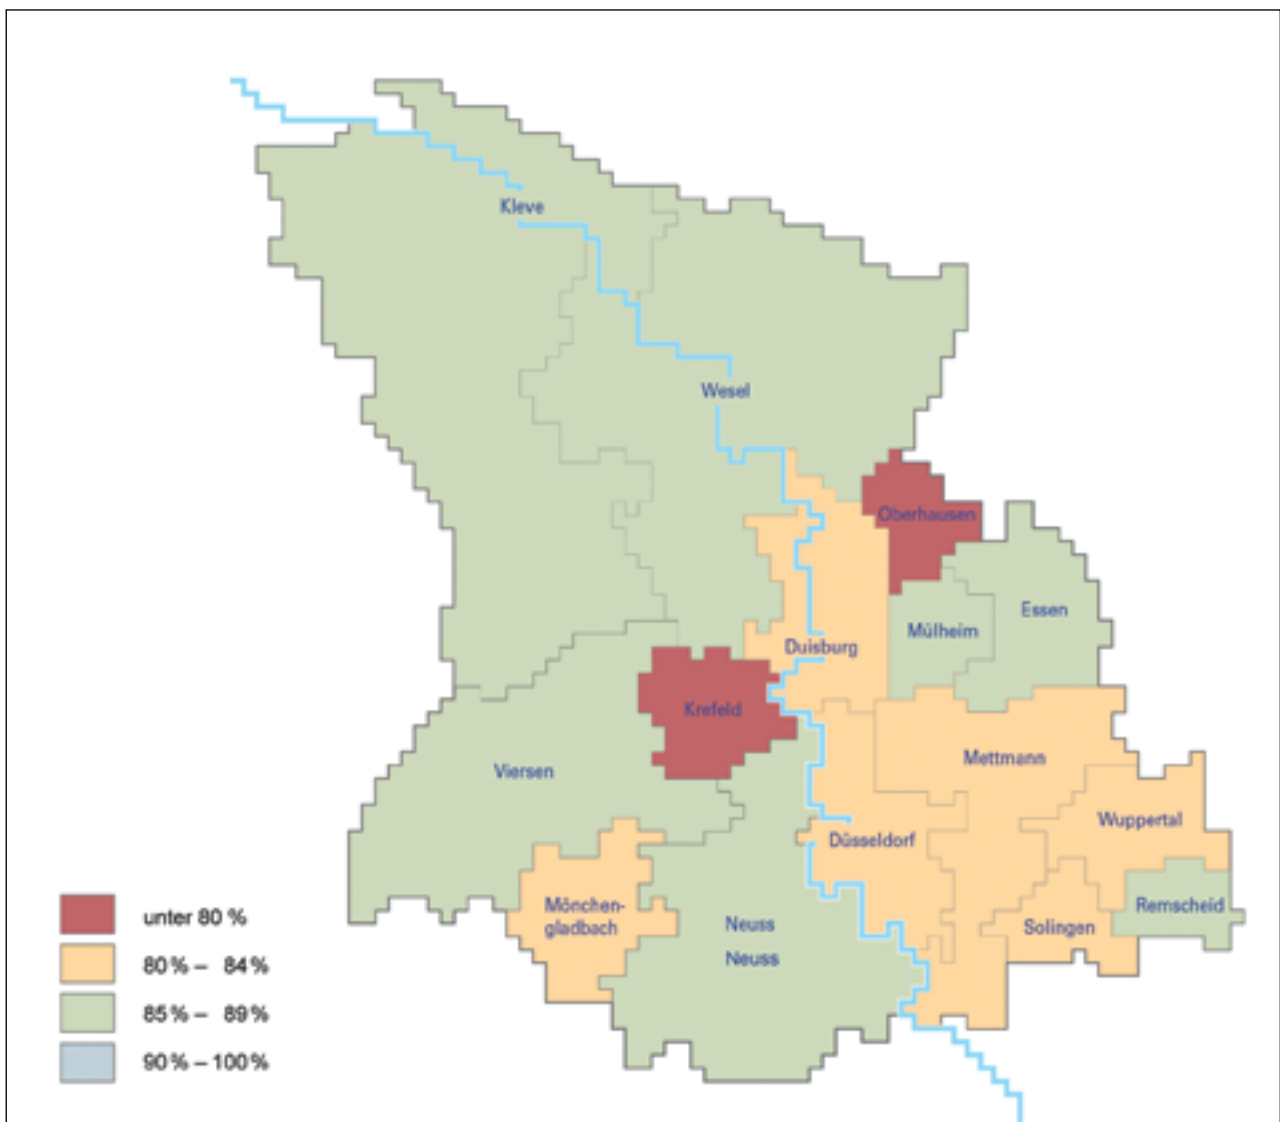 Kleve
Wesel
Oberhausen
Essen
Mülheim
Duisburg
Krefeld
Mettmann
Viersen
Wuppertal
Düsseldorf
Mönchen-
gladbach
Remscheid
Neuss
Solingen
Neuss
unter 80 %
80 % – 84 %
85 % – 89 %
90 % – 100 %